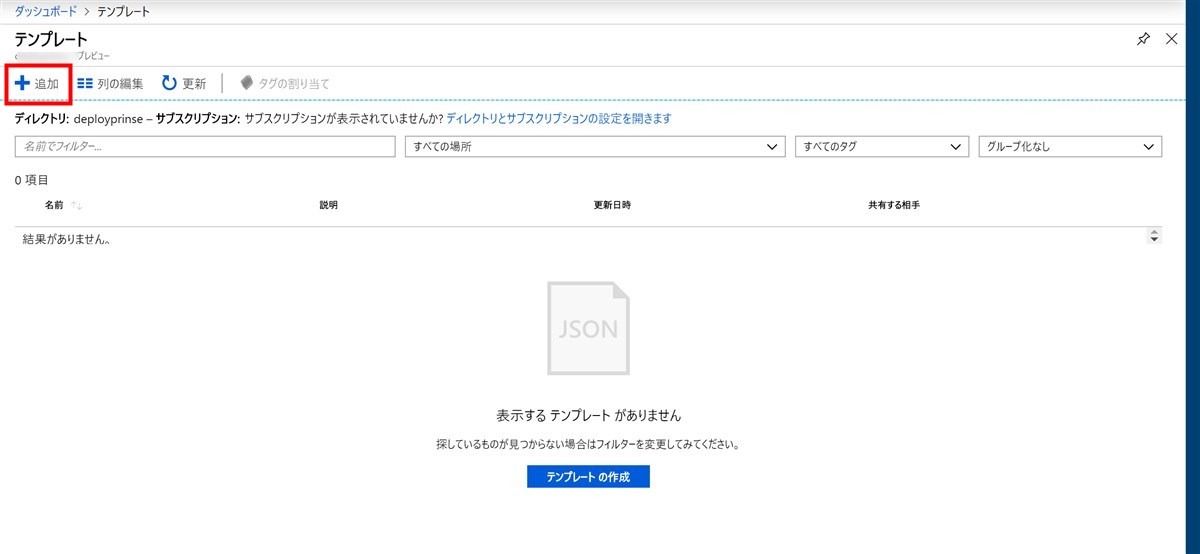 ダッシュボード > テンプレート
テンプレート
プレビュー
追加 列の編集 更新 タグの割り当て
ディレクトリ: deployprinse – サブスクリプション: サブスクリプションが表示されていませんか? ディレクトリとサブスクリプションの設定を開きます
名前でフィルター... すべての場所 すべてのタグ グループ化なし
0 項目
名前 ↑↓ 説明 更新日時 共有する相手
結果がありません。
JSON
表示する テンプレート がありません
探しているものが見つからない場合はフィルターを変更してみてください。
テンプレート の作成